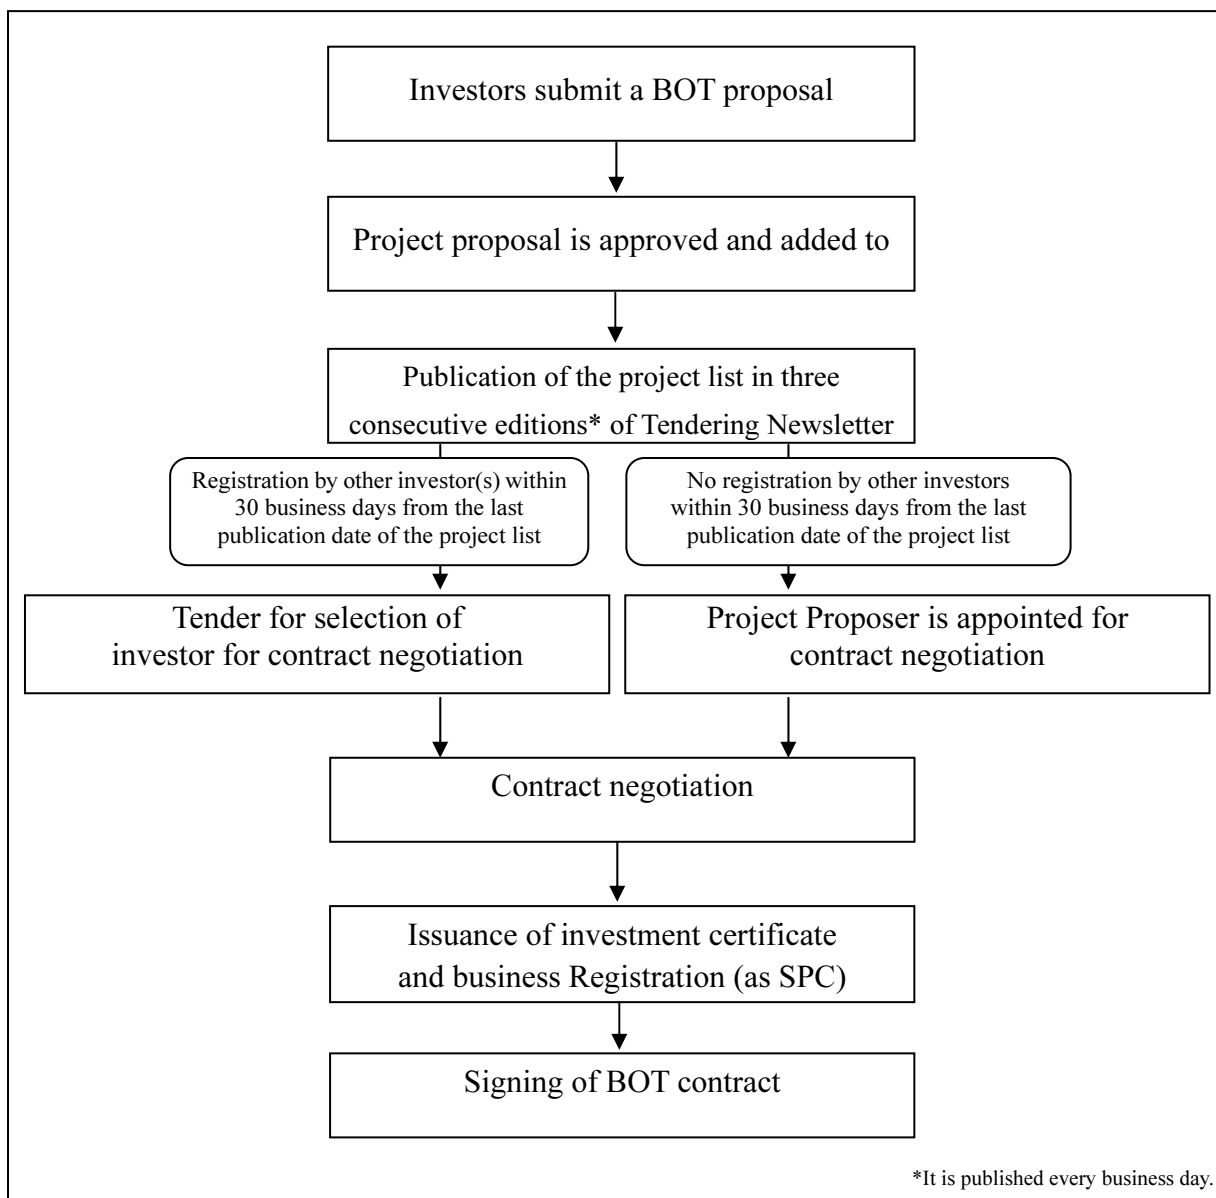 Investors submit a BOT proposal
Project proposal is approved and added to
Publication of the project list in three
consecutive editions* of Tendering Newsletter
Registration by other investor(s) within
30 business days from the last
publication date of the project list
No registration by other investors
within 30 business days from the last
publication date of the project list
Tender for selection of
investor for contract negotiation
Project Proposer is appointed for
contract negotiation
Contract negotiation
Issuance of investment certificate
and business Registration (as SPC)
Signing of BOT contract
*It is published every business day.